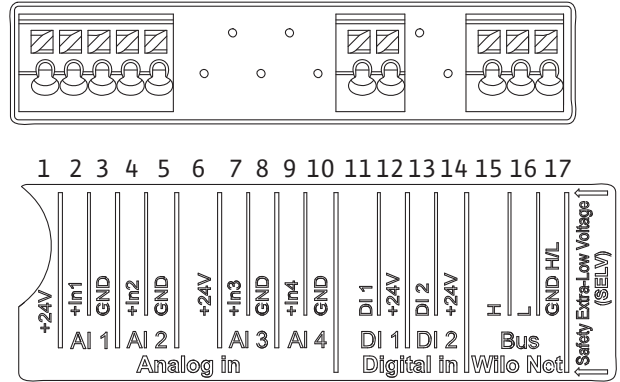 1 2 3 4 5 6 7 8 9 10 11 12 13 14 15 16 17
+24V +In1 GND +In2 GND +24V +In3 GND +In4 GND DI 1 +24V DI 2 +24V H L GND H/L
AI 1 AI 2 AI 3 AI 4 DI 1 DI 2 Bus
Analog in Digital in Wilo Net
Safety Extra-Low Voltage
(SELV)